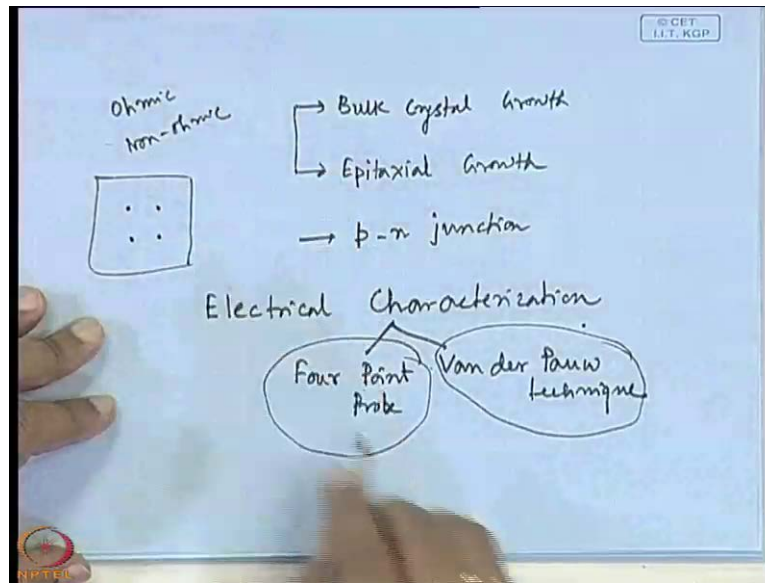 © CET
I.I.T, KGP
Ohmic
Non-ohmic
→ Bulk Crystal Growth
→ Epitaxial Growth
→ p-n junction
Electrical Characterization
Four Point
Probe
Van der Pauw
technique
NPTEL